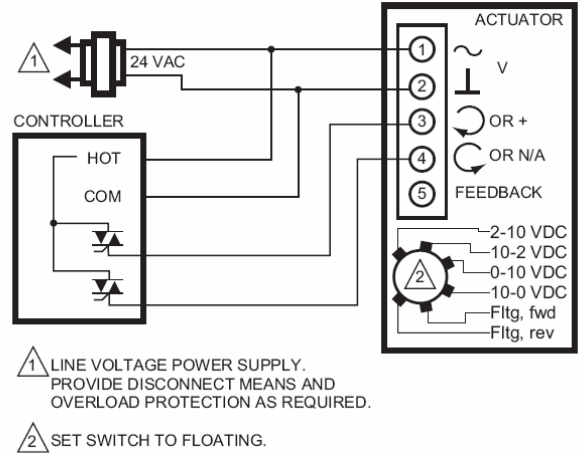 ACTUATOR
1
24 VAC
1
V
2
CONTROLLER
3
OR +
HOT
4
OR N/A
COM
5
FEEDBACK
2-10 VDC
10-2 VDC
2
0-10 VDC
10-0 VDC
Fltg, fwd
Fltg, rev
1 LINE VOLTAGE POWER SUPPLY.
PROVIDE DISCONNECT MEANS AND
OVERLOAD PROTECTION AS REQUIRED.
2 SET SWITCH TO FLOATING.